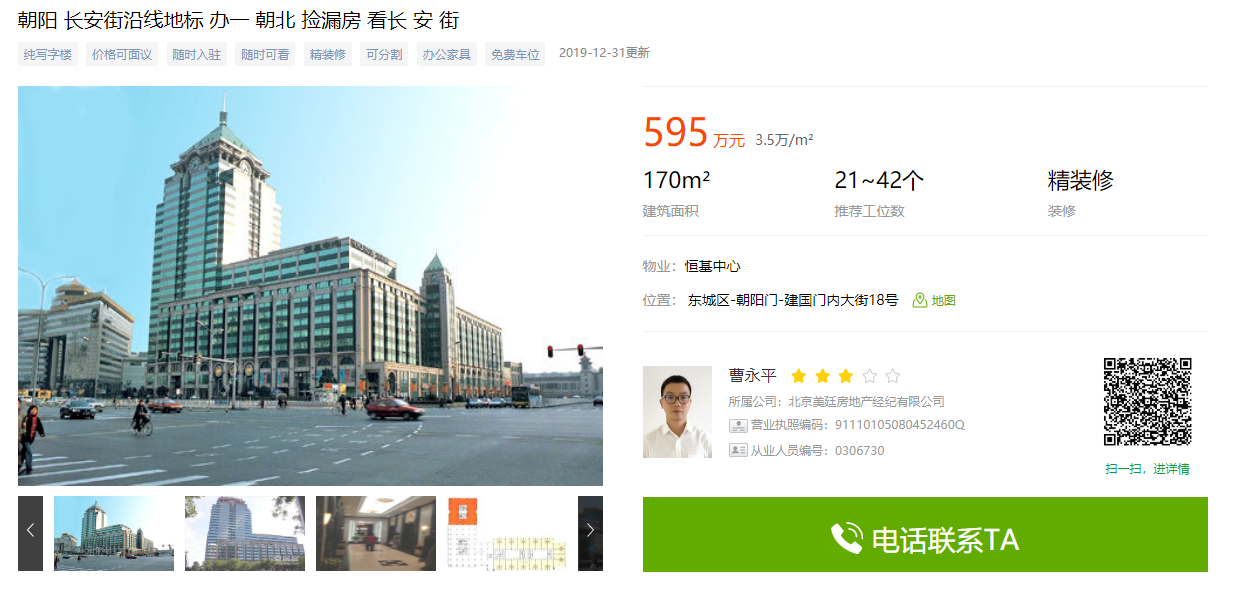 朝阳 长安街沿线地标 办一 朝北 捡漏房 看长 安 街
纯写字楼 价格可面议 随时入驻 随时可看 精装修 可分割 办公家具 免费车位 2019-12-31更新
595 万元 3.5万/m²
170m² 21~42个 精装修
建筑面积 推荐工位数 装修
物业: 恒基中心
位置: 东城区-朝阳门-建国门内大街18号 地图
曹永平
所属公司: 北京美廷房地产经纪有限公司
营业执照编码: 91110105080452460Q
从业人员编号: 0306730
扫一扫, 进详情
电话联系TA